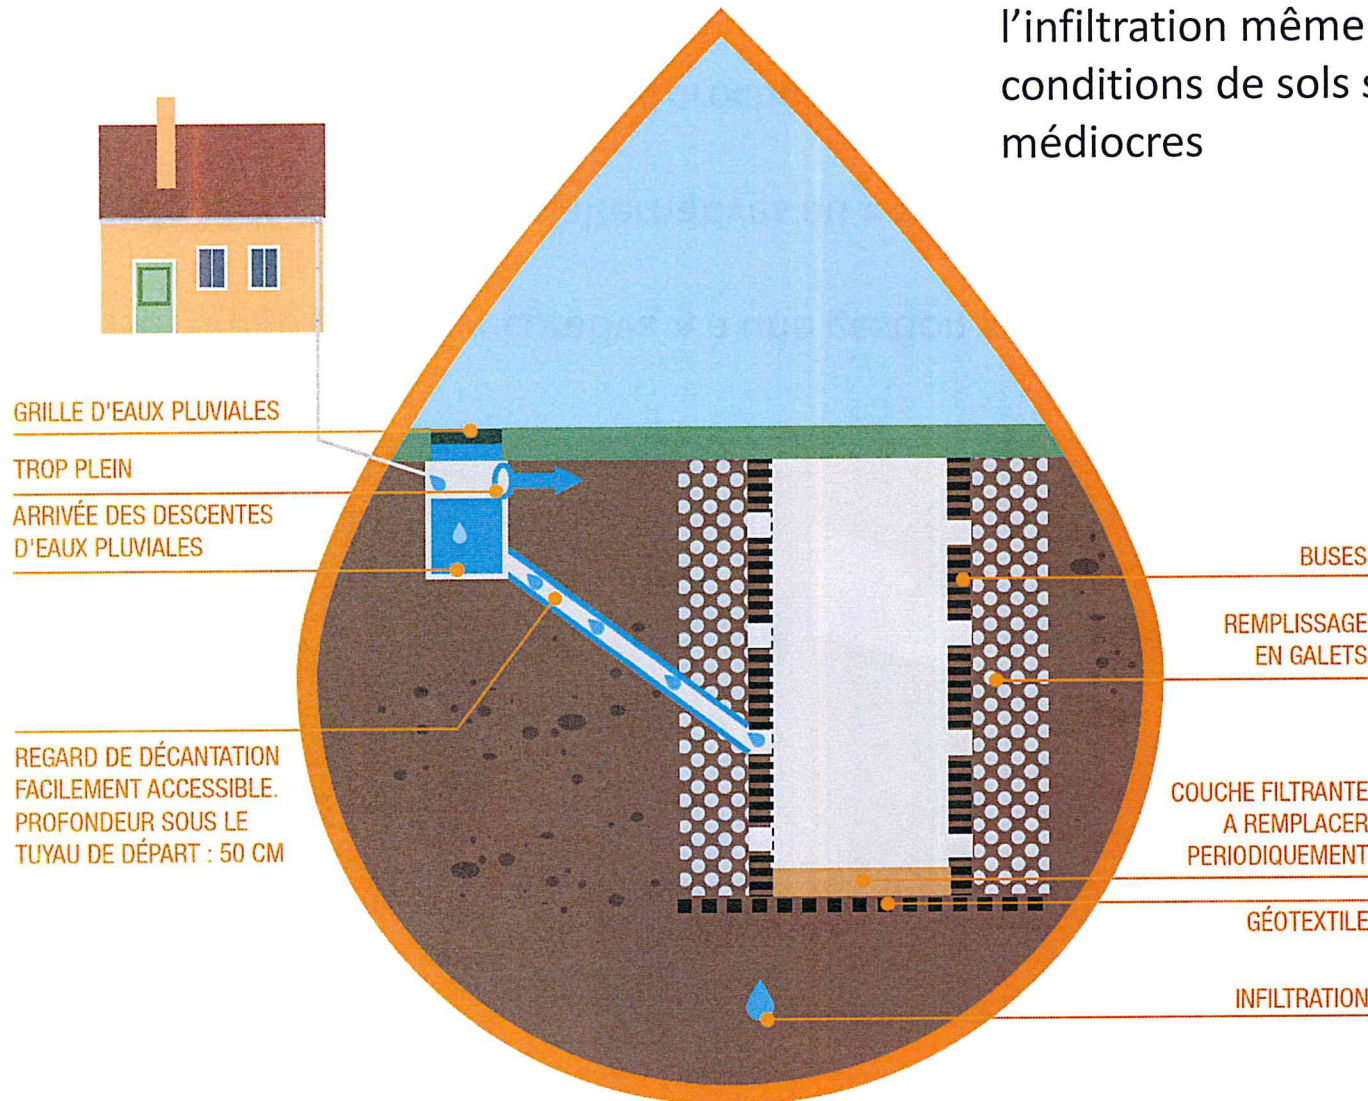 l'infiltration même
conditions de sols
médiocres
GRILLE D'EAUX PLUVIALES
TROP PLEIN
ARRIVÉE DES DESCENTES
D'EAUX PLUVIALES
REGARD DE DÉCANTATION
FACILEMENT ACCESSIBLE.
PROFONDEUR SOUS LE
TUYAU DE DÉPART : 50 CM
BUSES
REMPLISSAGE
EN GALETS
COUCHE FILTRANTE
A REMPLACER
PERIODIQUEMENT
GÉOTEXTILE
INFILTRATION